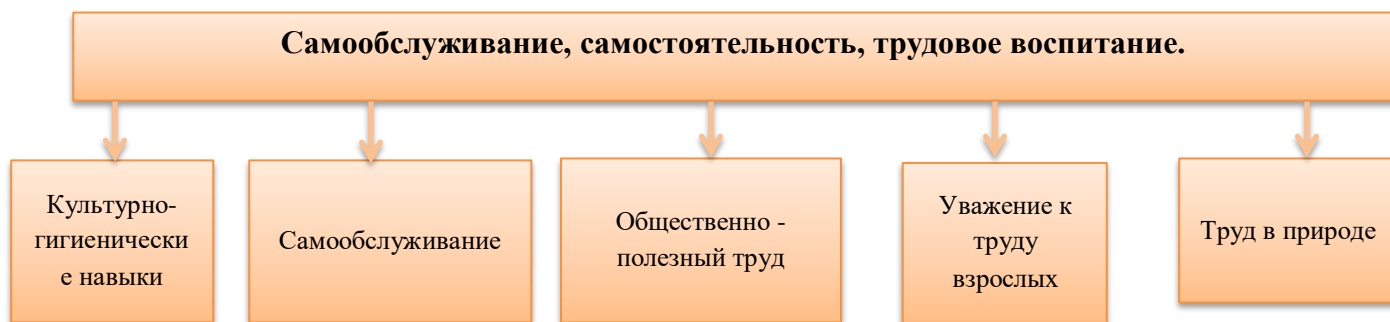 Самообслуживание, самостоятельность, трудовое воспитание.
Культурно-
гигиенически
е навыки
Самообслуживание
Общественно -
полезный труд
Уважение к
труду
взрослых
Труд в природе